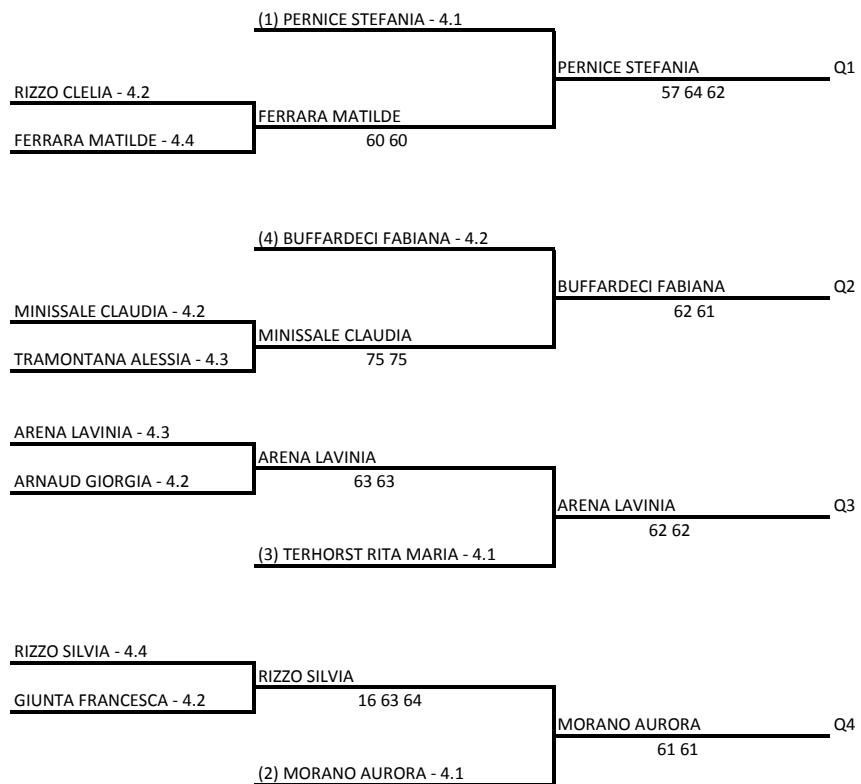 (1) PERNICE STEFANIA - 4.1
PERNICE STEFANIA Q1
RIZZO CLELIA - 4.2 57 64 62
FERRARA MATILDE
FERRARA MATILDE - 4.4 60 60
(4) BUFFARDECI FABIANA - 4.2
BUFFARDECI FABIANA Q2
MINISSALE CLAUDIA - 4.2 62 61
MINISSALE CLAUDIA
TRAMONTANA ALESSIA - 4.3 75 75
ARENA LAVINIA - 4.3
ARENA LAVINIA
ARNAUD GIORGIA - 4.2 63 63
ARENA LAVINIA Q3
62 62
(3) TERHORST RITA MARIA - 4.1
RIZZO SILVIA - 4.4
RIZZO SILVIA
GIUNTA FRANCESCA - 4.2 16 63 64
MORANO AURORA Q4
61 61
(2) MORANO AURORA - 4.1